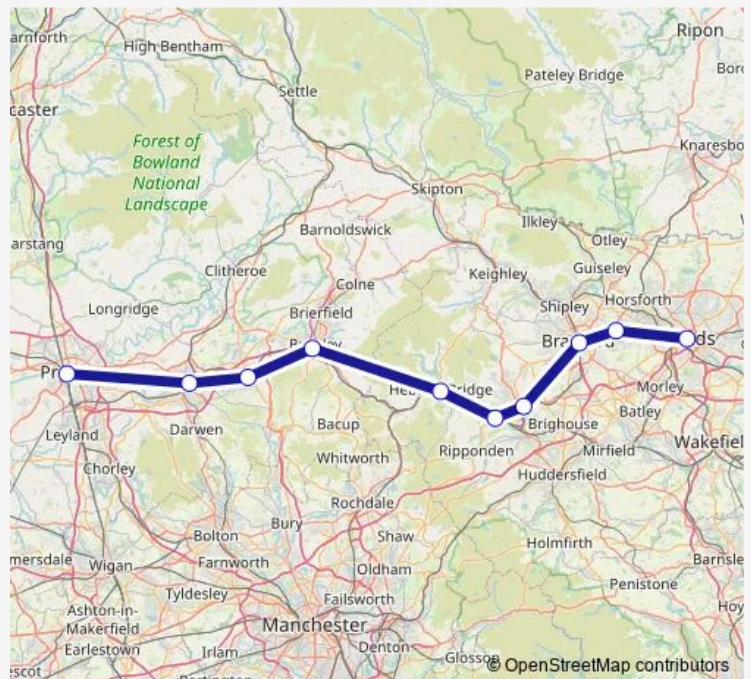 arnforth
High Bentham
Ripon
Settle
Pateley Bridge
Boro
caster
Forest of
Bowland
National
Landscape
Knaresbo
Skipton
Ilkley
arstang
Barnoldswick
Otley
Clitheroe
Keighley
Guiseley
Colne
Longridge
Brierfield
Shipley
Horsforth
Morley
Leyland
Darwen
Bacup
Brighouse
Batley
Chorley
Whitworth
Ripponden
Mirfield
Wakefiel
Huddersfield
Rochdale
Bury
Bolton
Shaw
Holmfirth
mersdale
Wigan
Farnworth
Oldham
Barnsle
Tyldesley
Failsworth
Penistone
Ashton-in-
Makerfield
Manchester
Hoy
Earlestown
Irlam
Denton
Glossop
© OpenStreetMap contributors